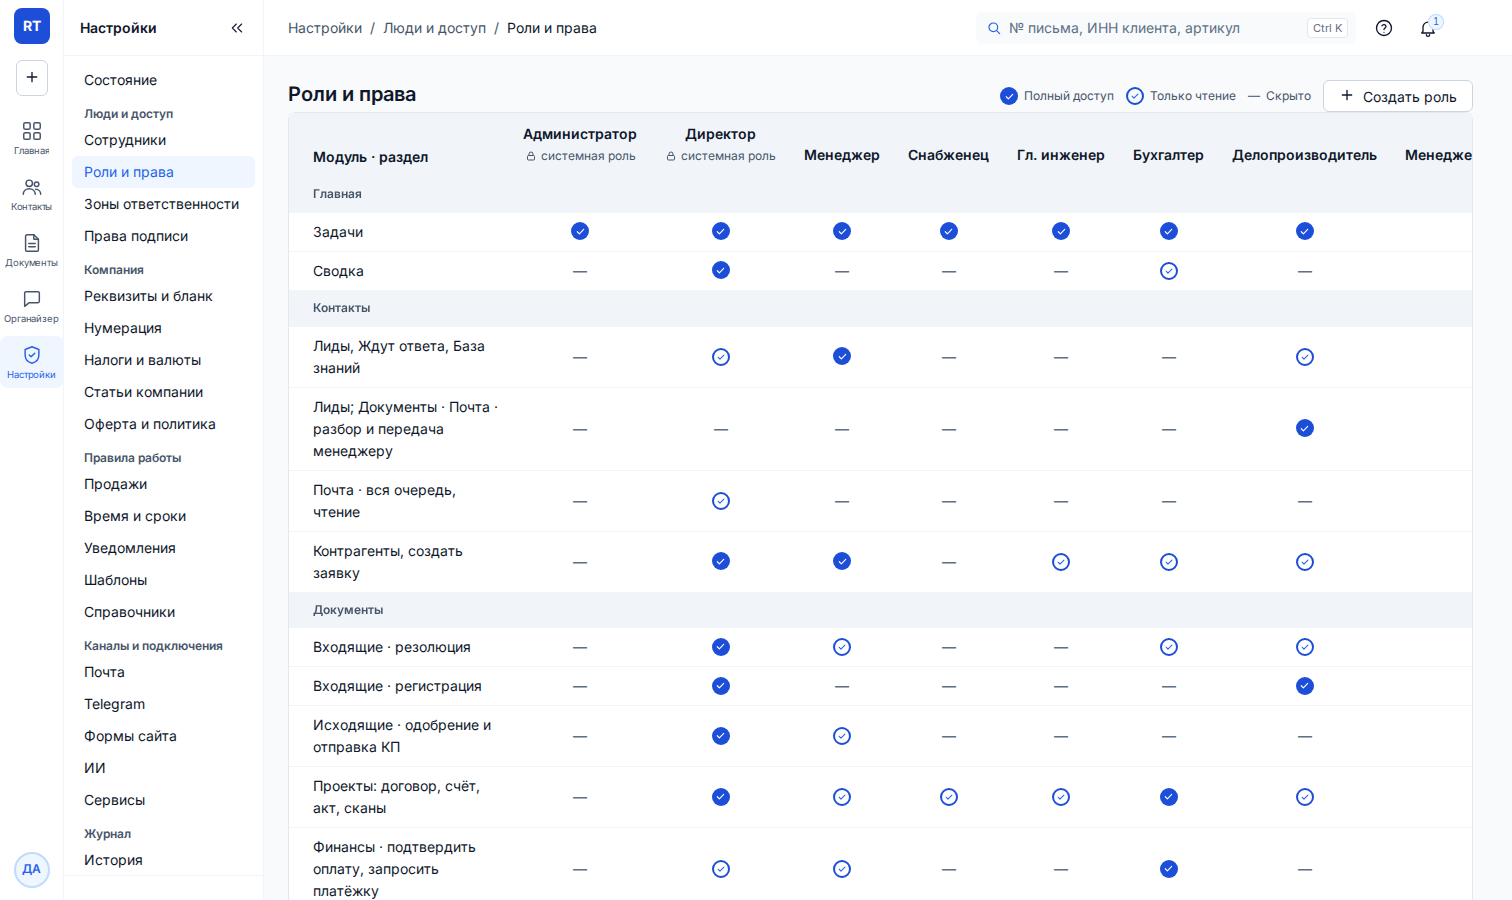 RT
Главная
Контакты
Документы
Органайзер
Настройки
ДА
Настройки
Состояние
Люди и доступ
Сотрудники
Роли и права
Зоны ответственности
Права подписи
Компания
Реквизиты и бланк
Нумерация
Налоги и валюты
Статьи компании
Оферта и политика
Правила работы
Продажи
Время и сроки
Уведомления
Шаблоны
Справочники
Каналы и подключения
Почта
Telegram
Формы сайта
ИИ
Сервисы
Журнал
История
Настройки / Люди и доступ / Роли и права
№ письма, ИНН клиента, артикул
Ctrl K
1
Роли и права
Полный доступ
Только чтение
— Скрыто
+ Создать роль
Модуль · раздел
Администратор
системная роль
Директор
системная роль
Менеджер
Снабженец
Гл. инженер
Бухгалтер
Делопроизводитель
Менедже
Главная
Задачи
Сводка
— — — — —
Контакты
Лиды, Ждут ответа, База
знаний
— — — —
Лиды; Документы · Почта ·
разбор и передача
менеджеру
— — — — — —
Почта · вся очередь,
чтение
— — — — — —
Контрагенты, создать
заявку
— —
Документы
Входящие · резолюция
— — —
Входящие · регистрация
— — — — —
Исходящие · одобрение и
отправка КП
— — — — —
Проекты: договор, счёт,
акт, сканы
—
Финансы · подтвердить
оплату, запросить
платёжку
— — — —